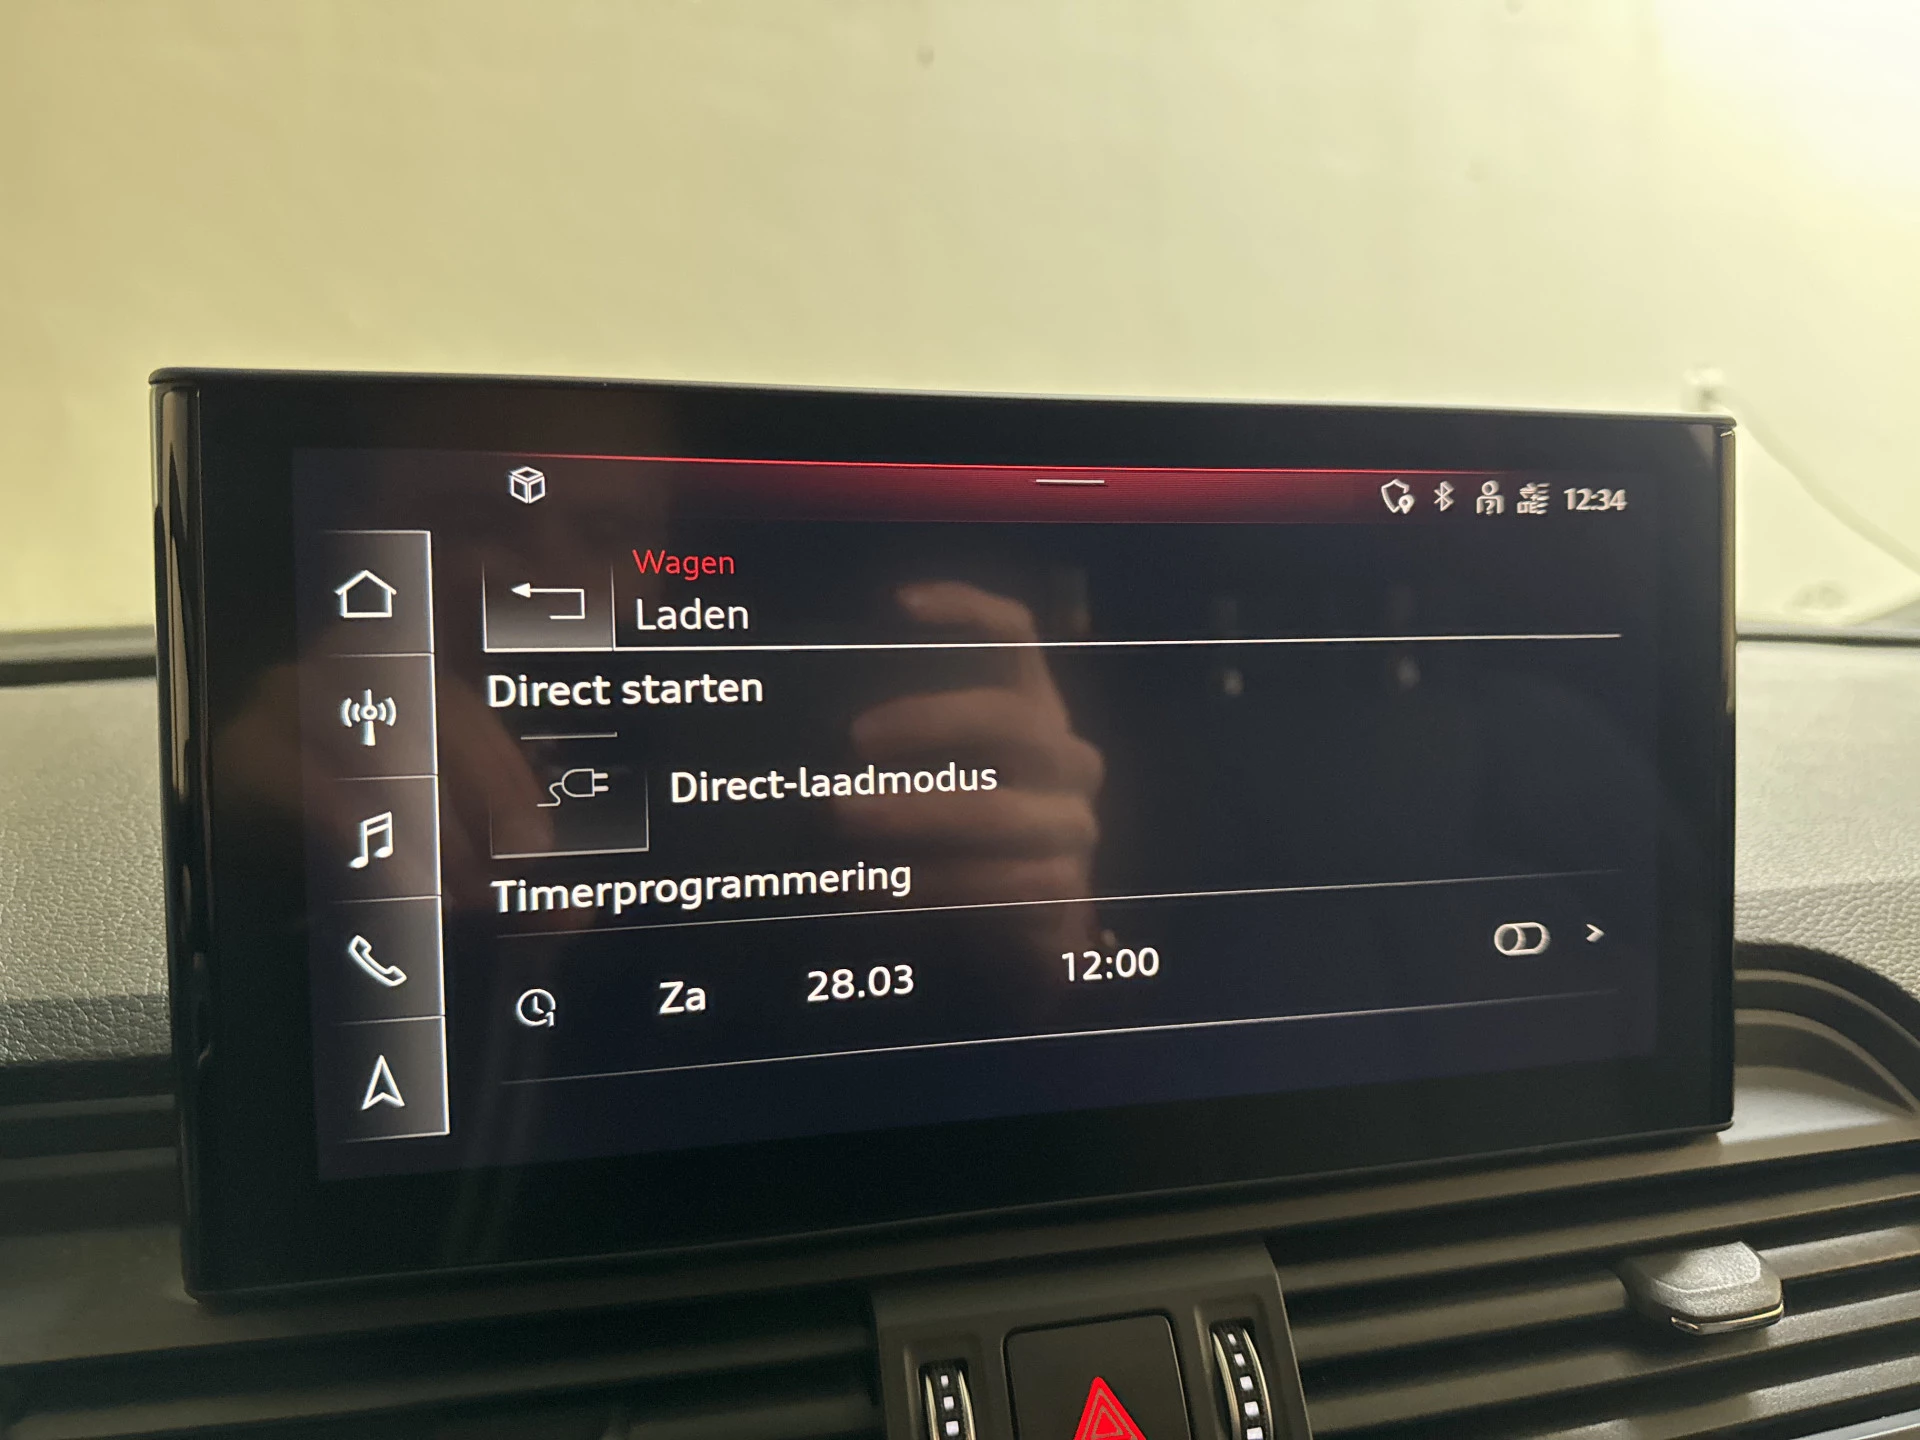 12:34
Wagen
Laden
Direct starten
Direct-laadmodus
Timerprogrammering
Za 28.03 12:00